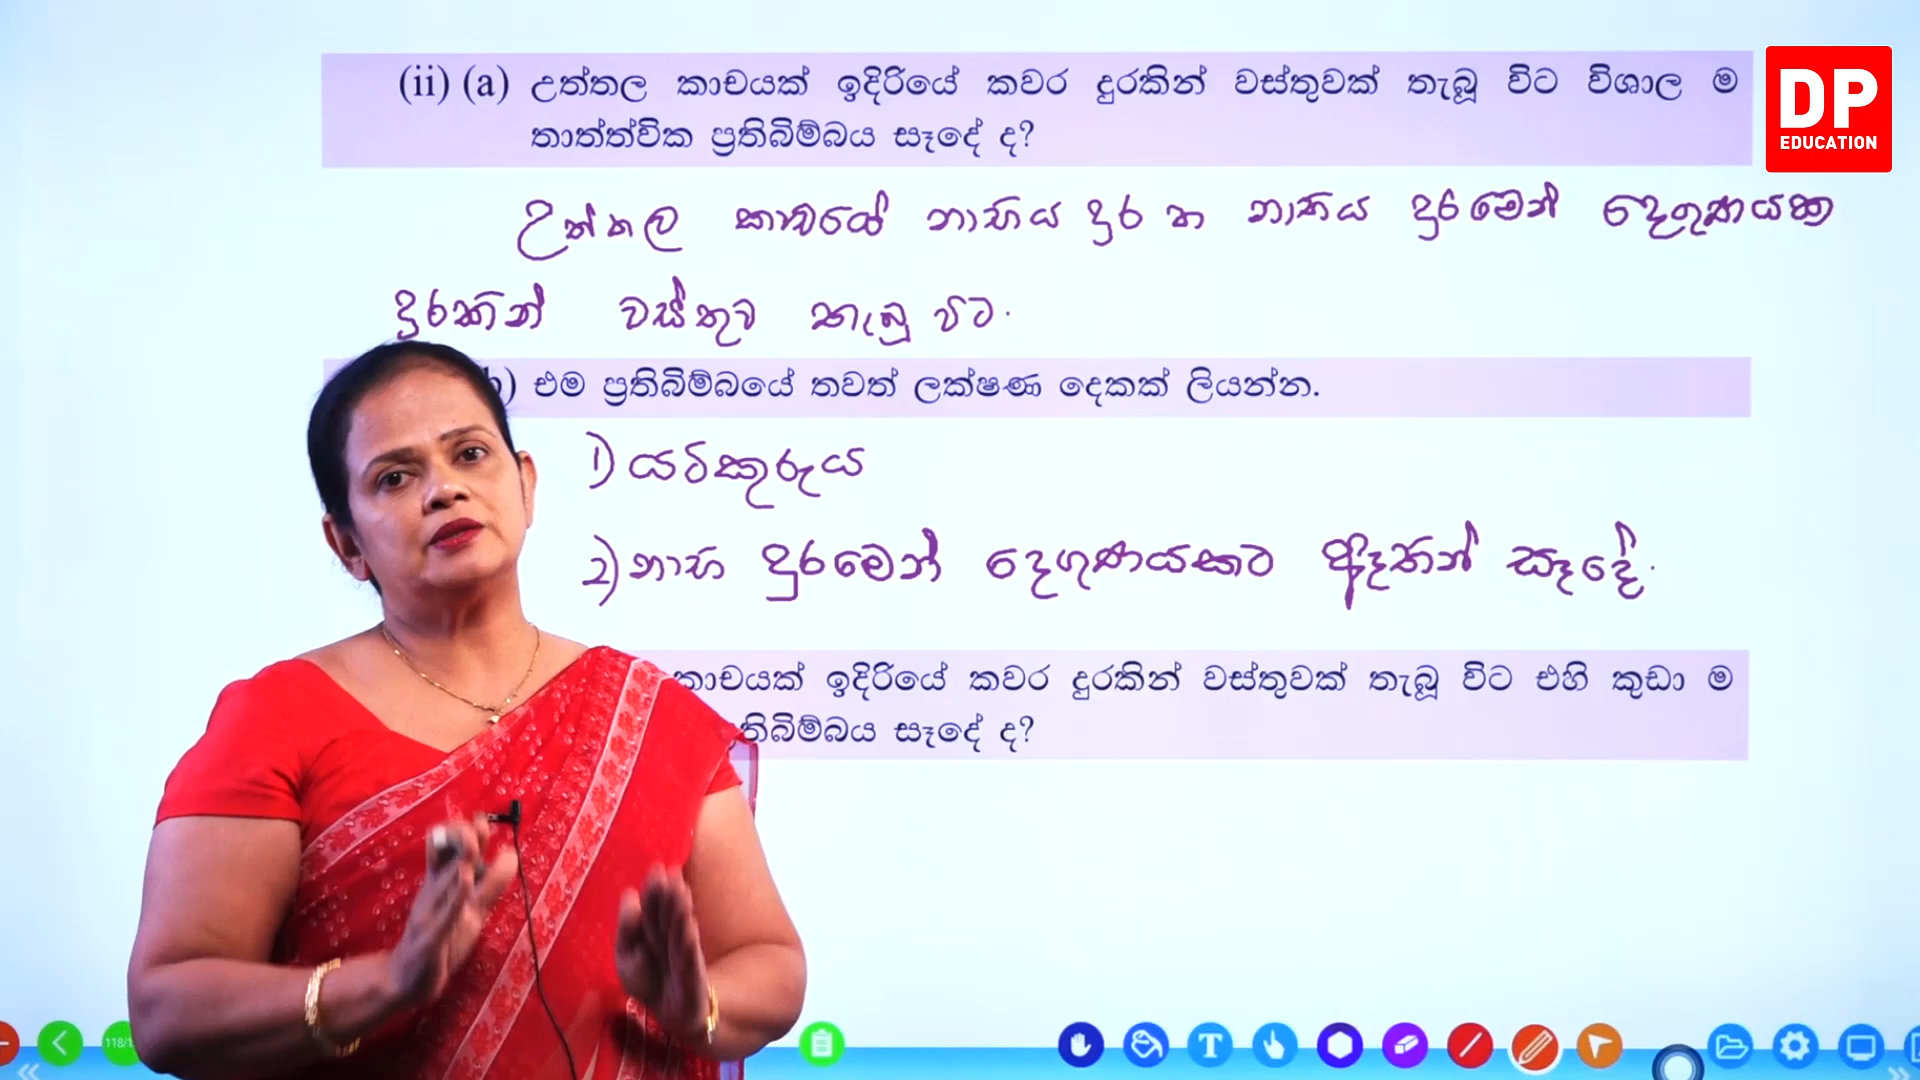 (ii) (a) උත්තල කාචයක් ඉදිරියේ කවර දුරකින් වස්තුවක් තැබූ විට විශාල ම
තාත්ත්වික ප්‍රතිබිම්බය සෑදේ ද?
DP
EDUCATION
උත්තල කාචයේ නාභිය දුර ත නාභිය දුරමෙන් දෙගුණයක
දුරකින් වස්තුව තැබූ විට.
) එම ප්‍රතිබිම්බයේ තවත් ලක්ෂණ දෙකක් ලියන්න.
1) යටිකුරුය
2) නාභි දුරමෙන් දෙගුණයකට ඈතින් සෑදේ.
කාචයක් ඉදිරියේ කවර දුරකින් වස්තුවක් තැබූ විට එහි කුඩා ම
තිබිම්බය සෑදේ ද?